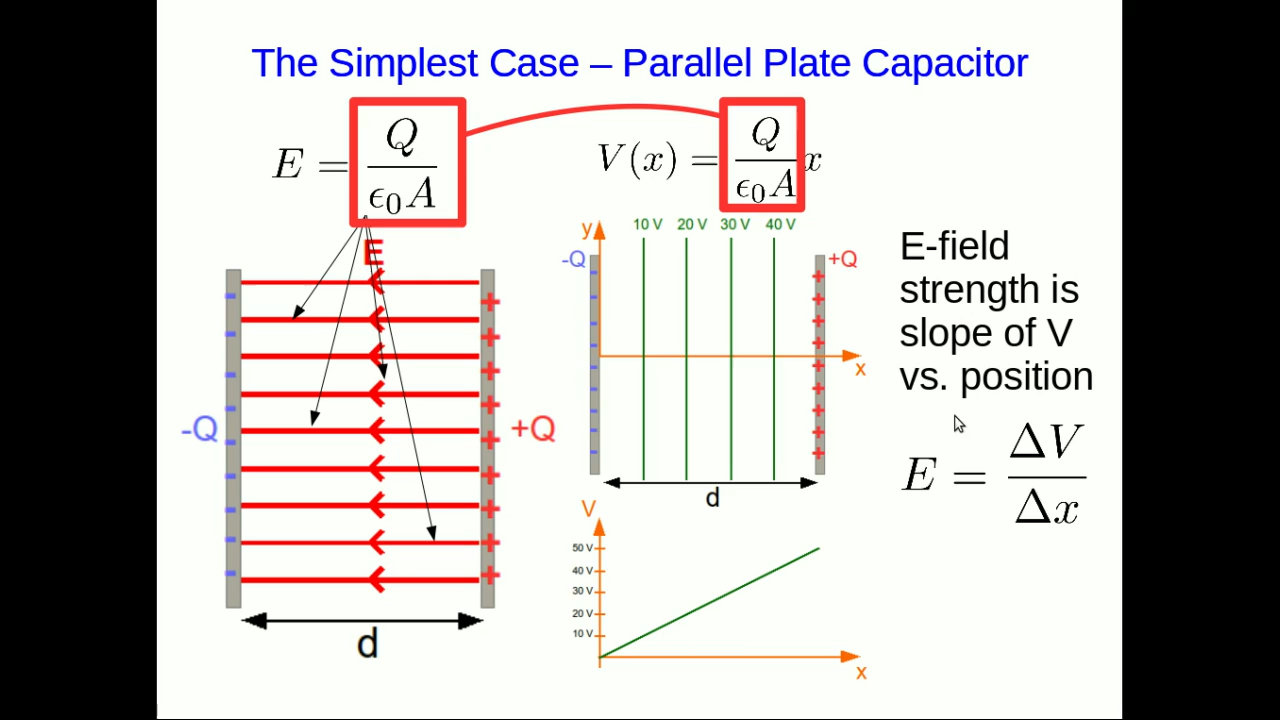 The Simplest Case – Parallel Plate Capacitor
E = Q / ϵ₀A
V(x) = Q / ϵ₀A x
E
-Q
+Q
d
y
10 V 20 V 30 V 40 V
-Q
+Q
x
d
V
50 V
40 V
30 V
20 V
10 V
x
E-field
strength is
slope of V
vs. position
E = ΔV / Δx